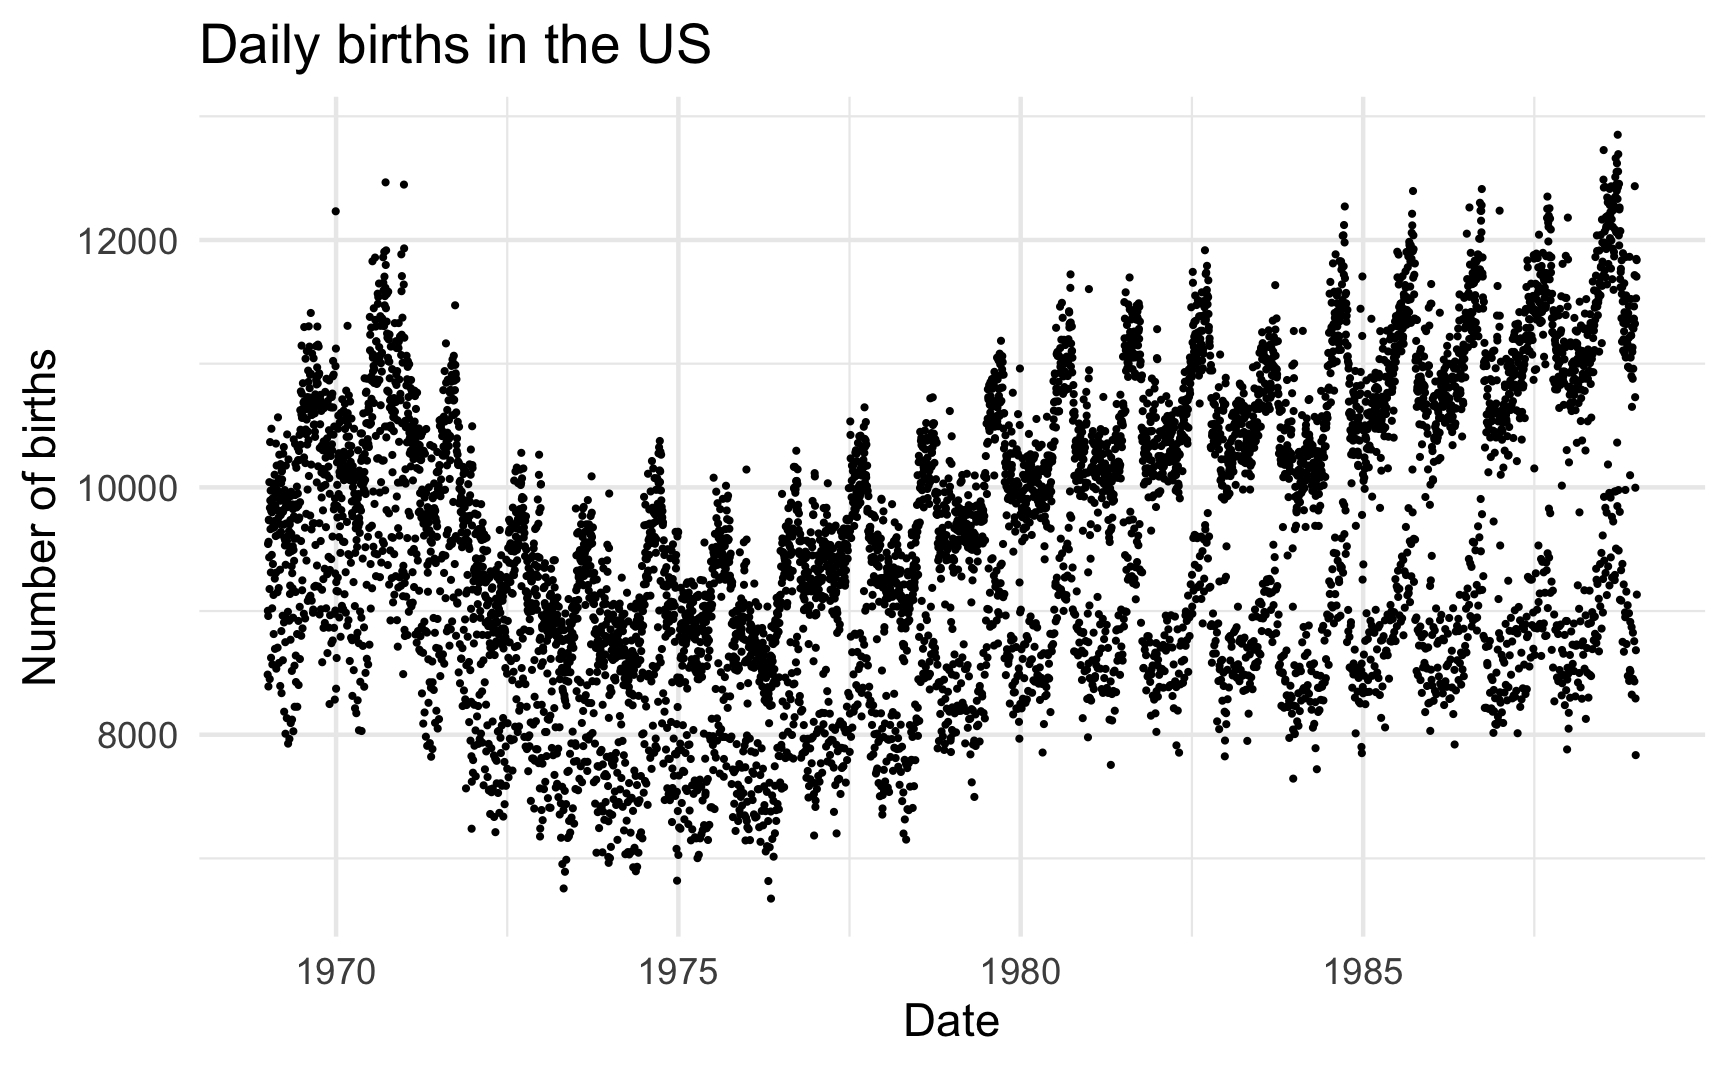 Daily births in the US
Number of births
12000
10000
8000
1970 1975 1980 1985
Date